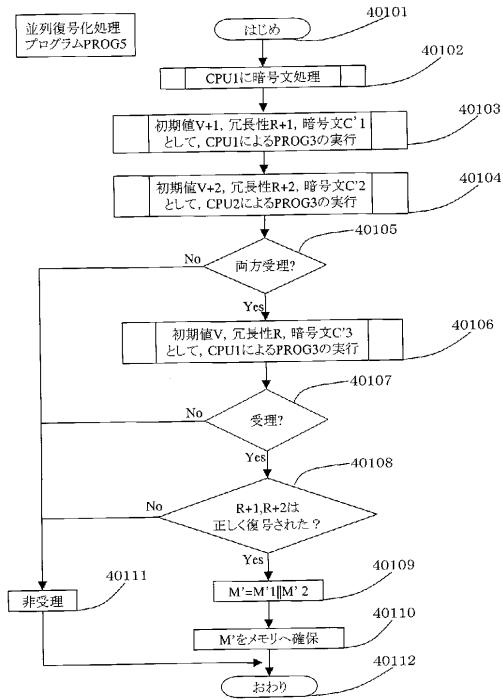 並列復号化処理
プログラムPROG5
はじめ
40101
CPU1に暗号文処理
40102
初期値V+1, 冗長性R+1, 暗号文C'1
として, CPU1によるPROG3の実行
40103
初期値V+2, 冗長性R+2, 暗号文C'2
として, CPU2によるPROG3の実行
40104
40105
両方受理?
No
Yes
初期値V, 冗長性R, 暗号文C'3
として, CPU1によるPROG3の実行
40106
40107
受理?
No
Yes
40108
R+1,R+2は
正しく復号された?
No
Yes
40109
M'=M'1||M'2
40111
非受理
40110
M'をメモリへ確保
おわり
40112